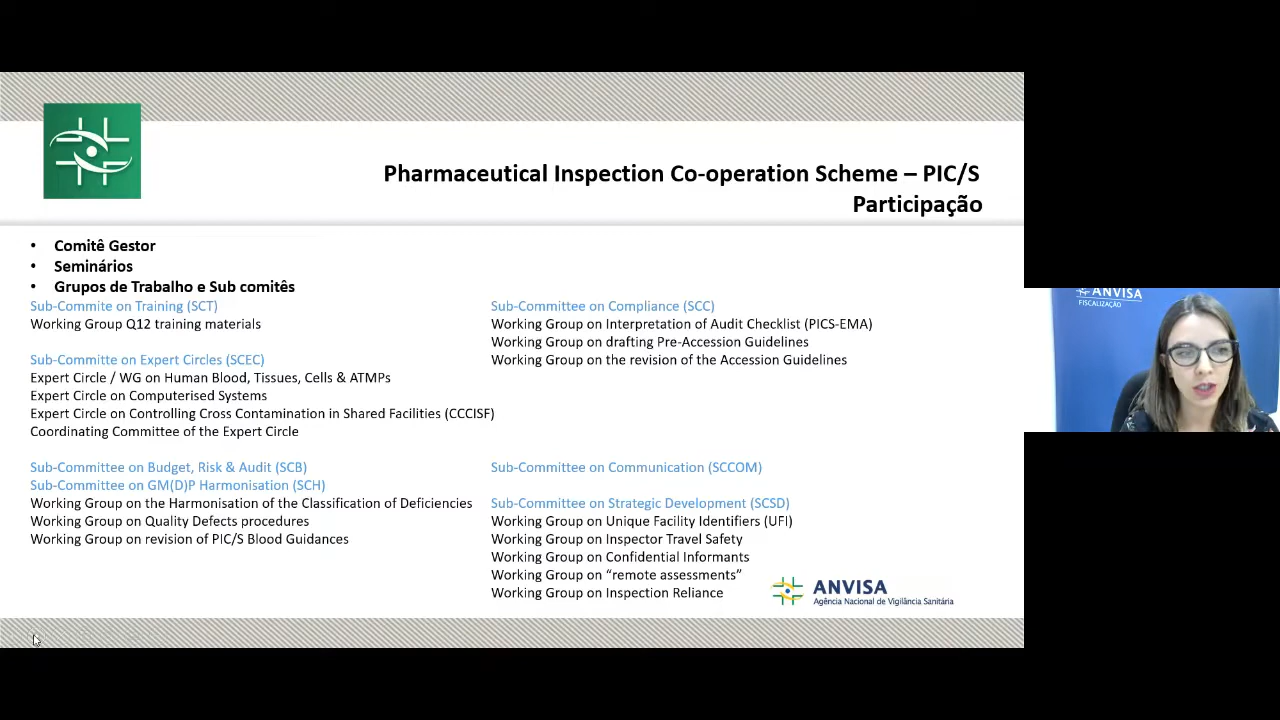 Pharmaceutical Inspection Co-operation Scheme – PIC/S
Participação
• Comitê Gestor
• Seminários
• Grupos de Trabalho e Sub comitês
Sub-Commite on Training (SCT)
Working Group Q12 training materials
Sub-Committe on Expert Circles (SCEC)
Expert Circle / WG on Human Blood, Tissues, Cells & ATMPs
Expert Circle on Computerised Systems
Expert Circle on Controlling Cross Contamination in Shared Facilities (CCCISF)
Coordinating Committee of the Expert Circle
Sub-Committee on Budget, Risk & Audit (SCB)
Sub-Committee on GM(D)P Harmonisation (SCH)
Working Group on the Harmonisation of the Classification of Deficiencies
Working Group on Quality Defects procedures
Working Group on revision of PIC/S Blood Guidances
Sub-Committee on Compliance (SCC)
Working Group on Interpretation of Audit Checklist (PICS-EMA)
Working Group on drafting Pre-Accession Guidelines
Working Group on the revision of the Accession Guidelines
Sub-Committee on Communication (SCCOM)
Sub-Committee on Strategic Development (SCSD)
Working Group on Unique Facility Identifiers (UFI)
Working Group on Inspector Travel Safety
Working Group on Confidential Informants
Working Group on “remote assessments”
Working Group on Inspection Reliance
ANVISA
Agência Nacional de Vigilância Sanitária
ANVISA
FISCALIZAÇÃO